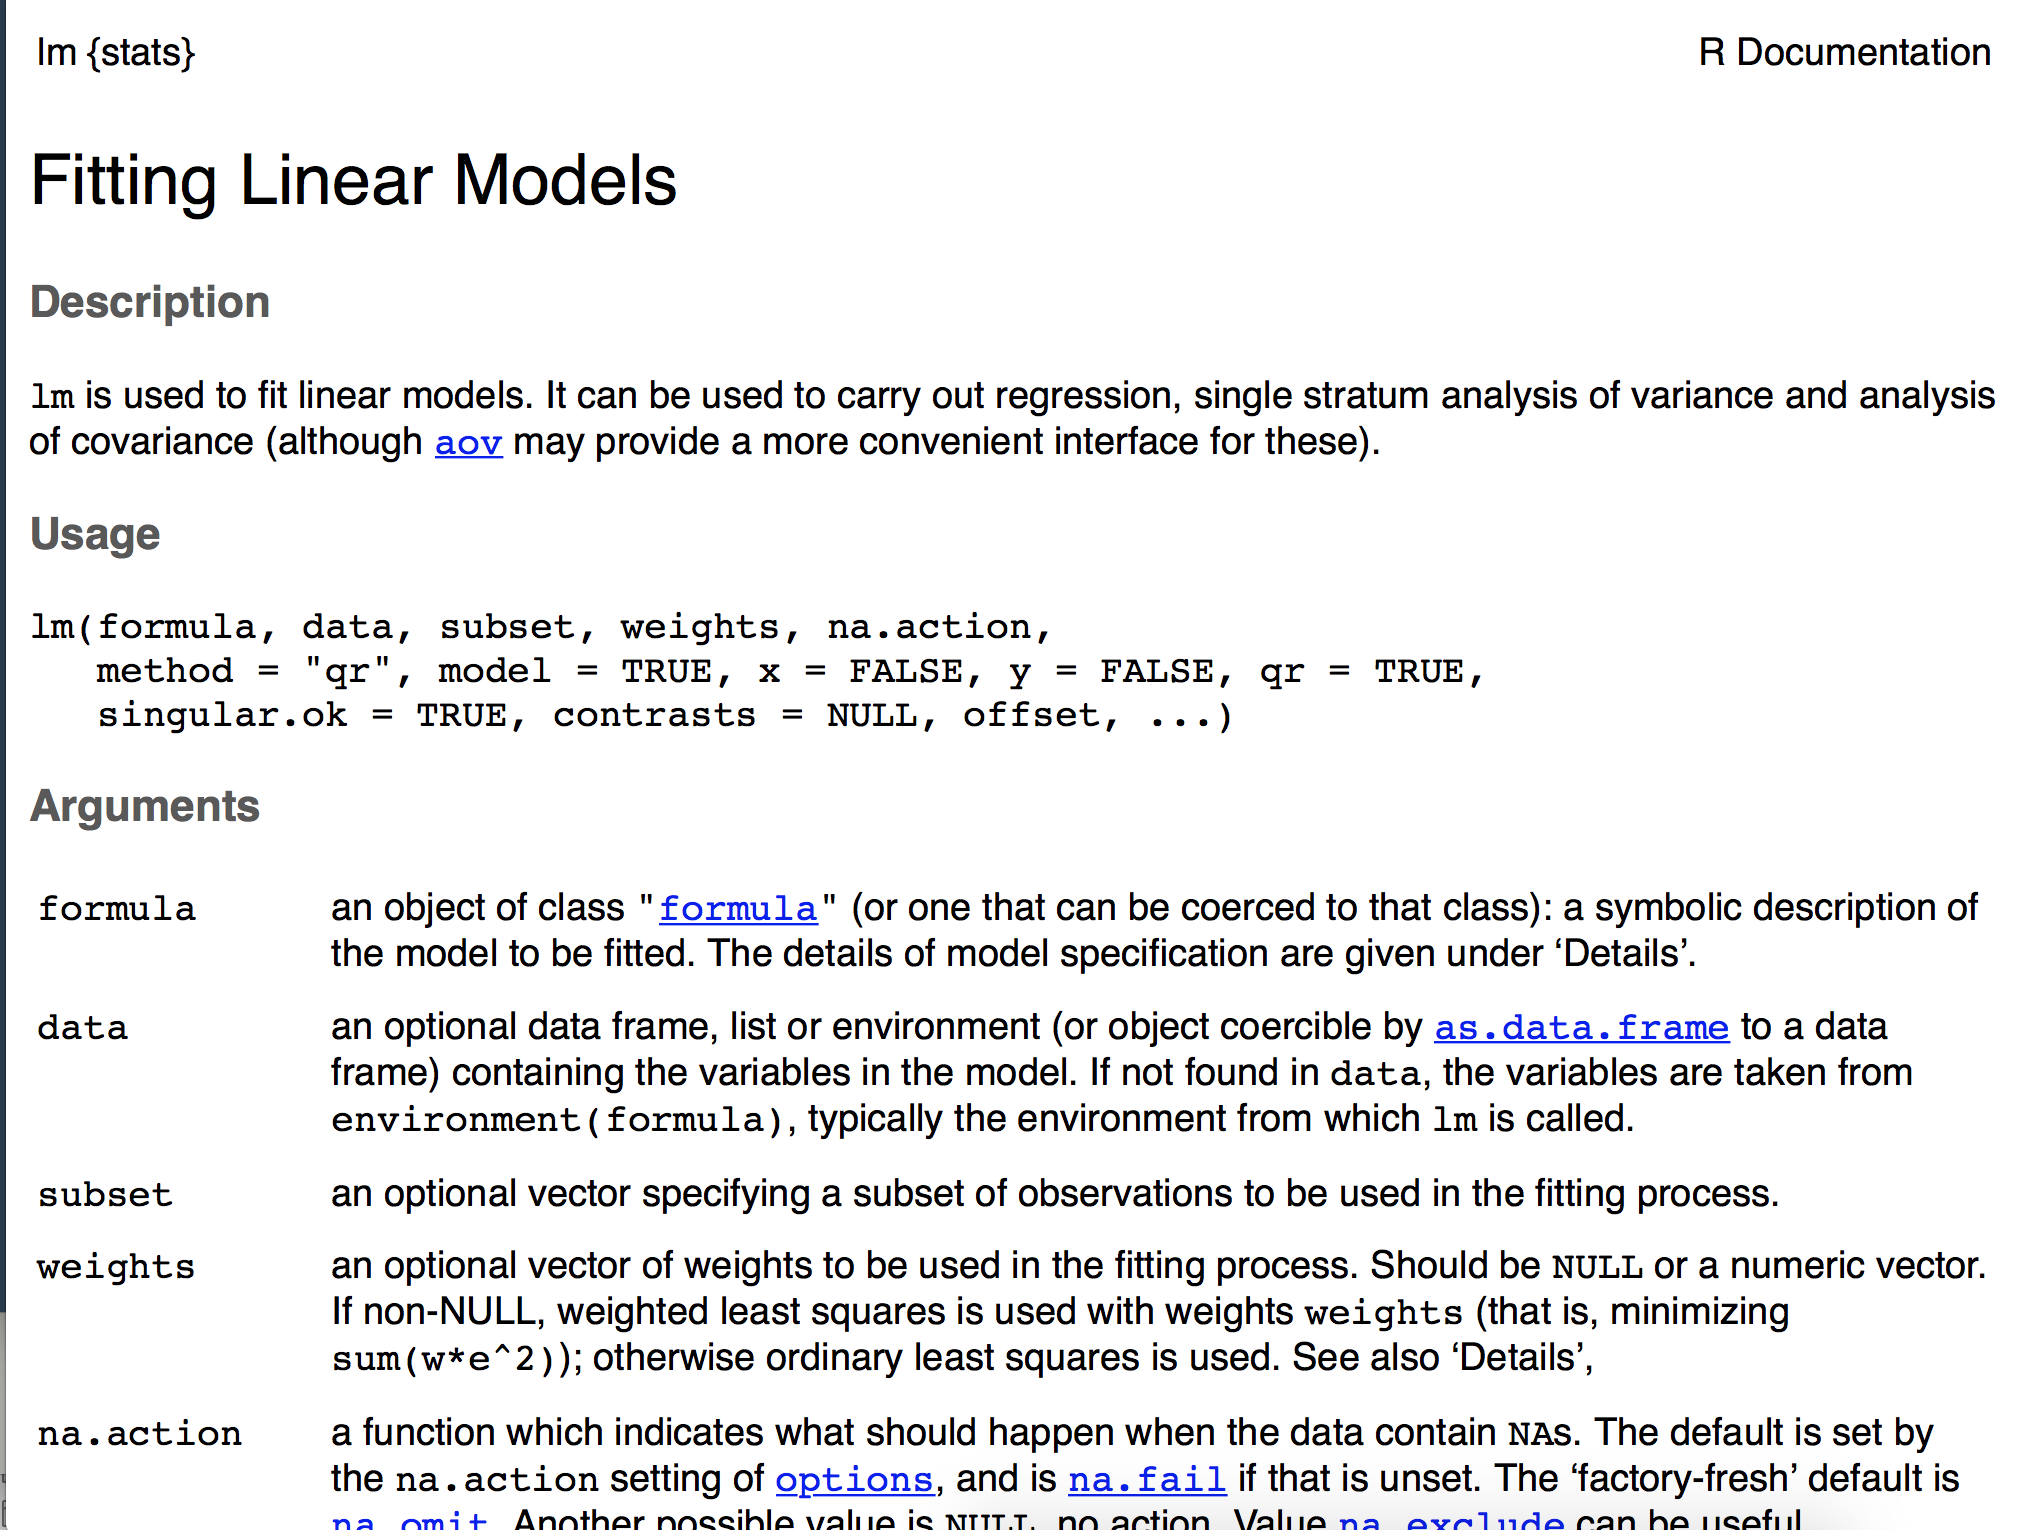 lm {stats} R Documentation
Fitting Linear Models
Description
lm is used to fit linear models. It can be used to carry out regression, single stratum analysis of variance and analysis
of covariance (although aov may provide a more convenient interface for these).
Usage
lm(formula, data, subset, weights, na.action,
method = "qr", model = TRUE, x = FALSE, y = FALSE, qr = TRUE,
singular.ok = TRUE, contrasts = NULL, offset, ...)
Arguments
formula an object of class "formula" (or one that can be coerced to that class): a symbolic description of
the model to be fitted. The details of model specification are given under ‘Details’.
data an optional data frame, list or environment (or object coercible by as.data.frame to a data
frame) containing the variables in the model. If not found in data, the variables are taken from
environment(formula), typically the environment from which lm is called.
subset an optional vector specifying a subset of observations to be used in the fitting process.
weights an optional vector of weights to be used in the fitting process. Should be NULL or a numeric vector.
If non-NULL, weighted least squares is used with weights weights (that is, minimizing
sum(w*e^2)); otherwise ordinary least squares is used. See also ‘Details’,
na.action a function which indicates what should happen when the data contain NAs. The default is set by
the na.action setting of options, and is na.fail if that is unset. The ‘factory-fresh’ default is
na.omit. Another possible value is NULL, no action. Value na.exclude can be useful.